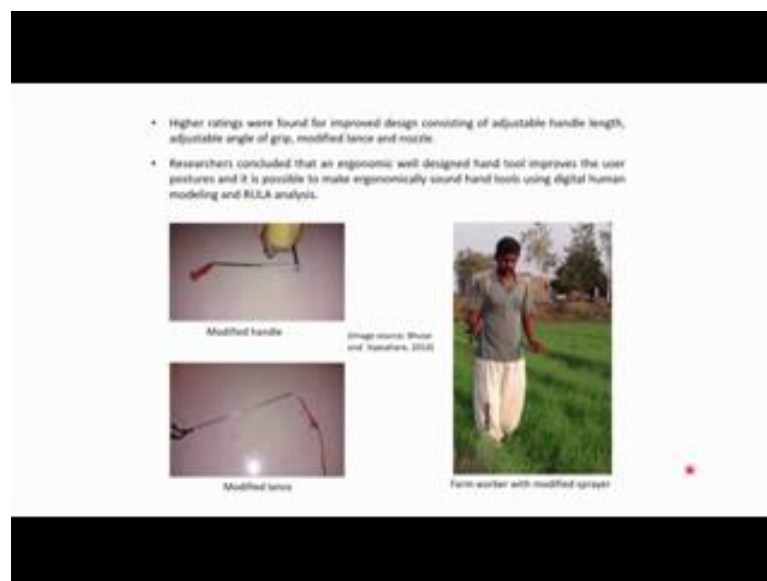 • Higher ratings were found for improved design consisting of adjustable handle length,
adjustable angle of grip, modified lance and nozzle.
• Researchers concluded that an ergonomic well designed hand tool improves the user
postures and it is possible to make ergonomically sound hand tools using digital human
modeling and RULA analysis.
Modified handle
(Image source: Bhuse
and 2014)
Modified lance
Farm worker with modified sprayer